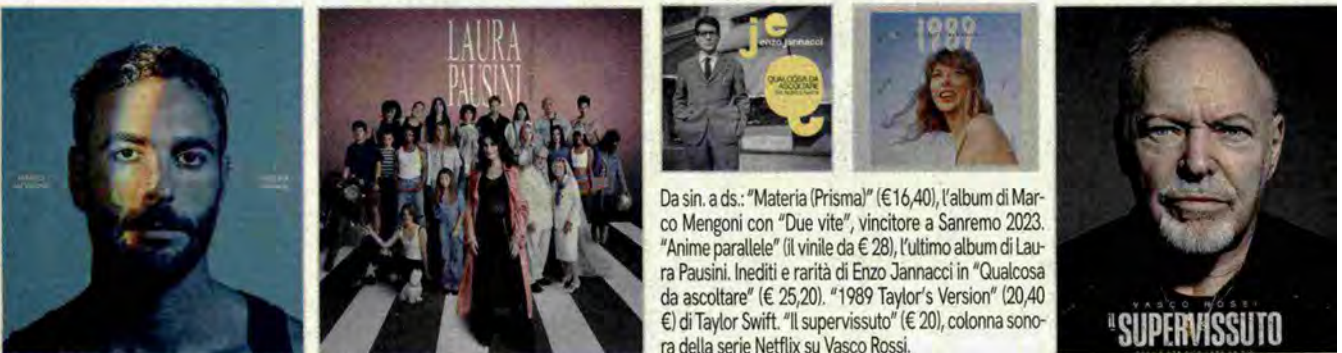 LAURA
PAUSINI
je
enzo jannacci
QUALCOSA DA
ASCOLTARE
1989
Da sin. a ds.: "Materia (Prisma)" (€16,40), l'album di Mar-
co Mengoni con "Due vite", vincitore a Sanremo 2023.
"Anime parallele" (il vinile da € 28), l'ultimo album di Lau-
ra Pausini. Inediti e rarità di Enzo Jannacci in "Qualcosa
da ascoltare" (€ 25,20). "1989 Taylor's Version" (20,40
€) di Taylor Swift. "Il supervissuto" (€ 20), colonna sono-
ra della serie Netflix su Vasco Rossi.
VASCO ROSSI
IL SUPERVISSUTO